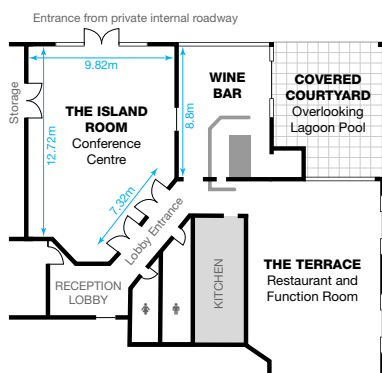 Entrance from private internal roadway
9.82m
Storage
12.72m
THE ISLAND
ROOM
Conference
Centre
8.8m
WINE
BAR
COVERED
COURTYARD
Overlooking
Lagoon Pool
7.32m
Lobby Entrance
RECEPTION
LOBBY
KITCHEN
THE TERRACE
Restaurant and
Function Room